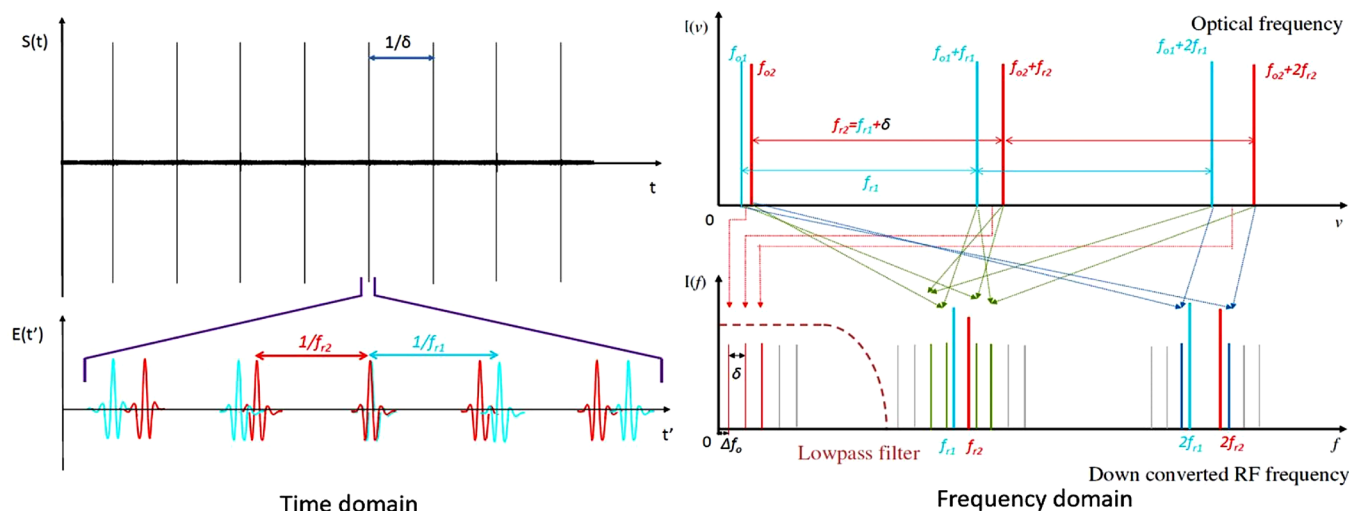 S(t)
1/δ
t
E(t’)
1/fr2
1/fr1
t’
Time domain
I(ν)
Optical frequency
fo1
fo2
fo1+fr1
fo2+fr2
fo1+2fr1
fo2+2fr2
fr2=fr1+δ
fr1
0
ν
I(f)
δ
0
Δfo
Lowpass filter
fr1
fr2
2fr1
2fr2
f
Down converted RF frequency
Frequency domain